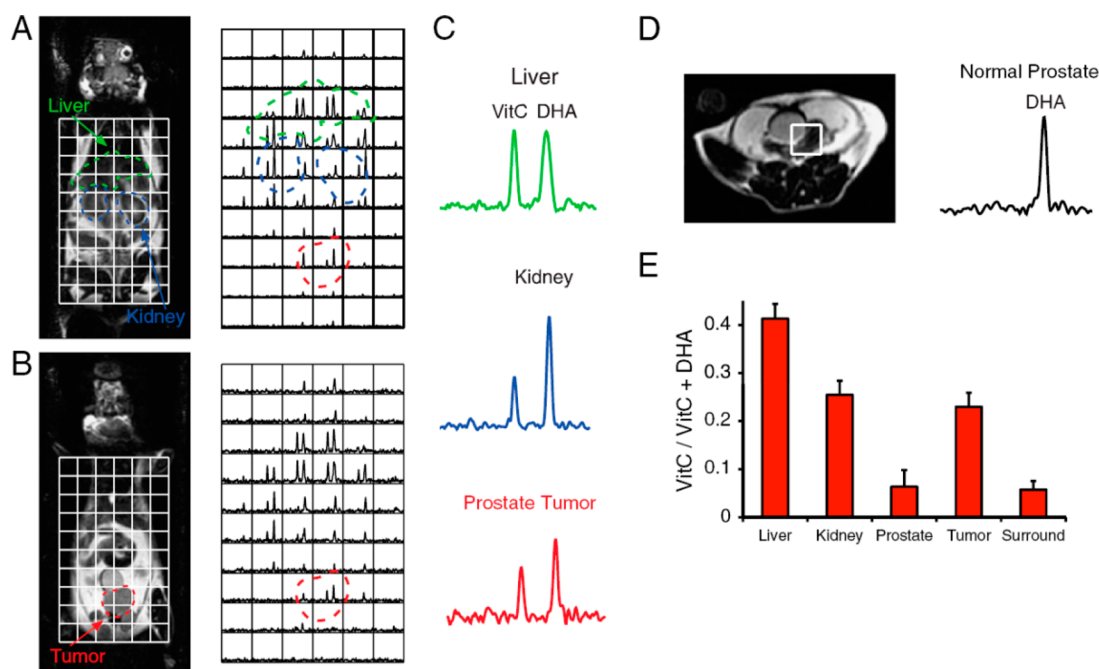 A
Liver
Kidney
B
Tumor
C
Liver
VitC DHA
Kidney
Prostate Tumor
D
Normal Prostate
DHA
E
VitC / VitC + DHA
0.4
0.3
0.2
0.1
0
Liver
Kidney
Prostate
Tumor
Surround